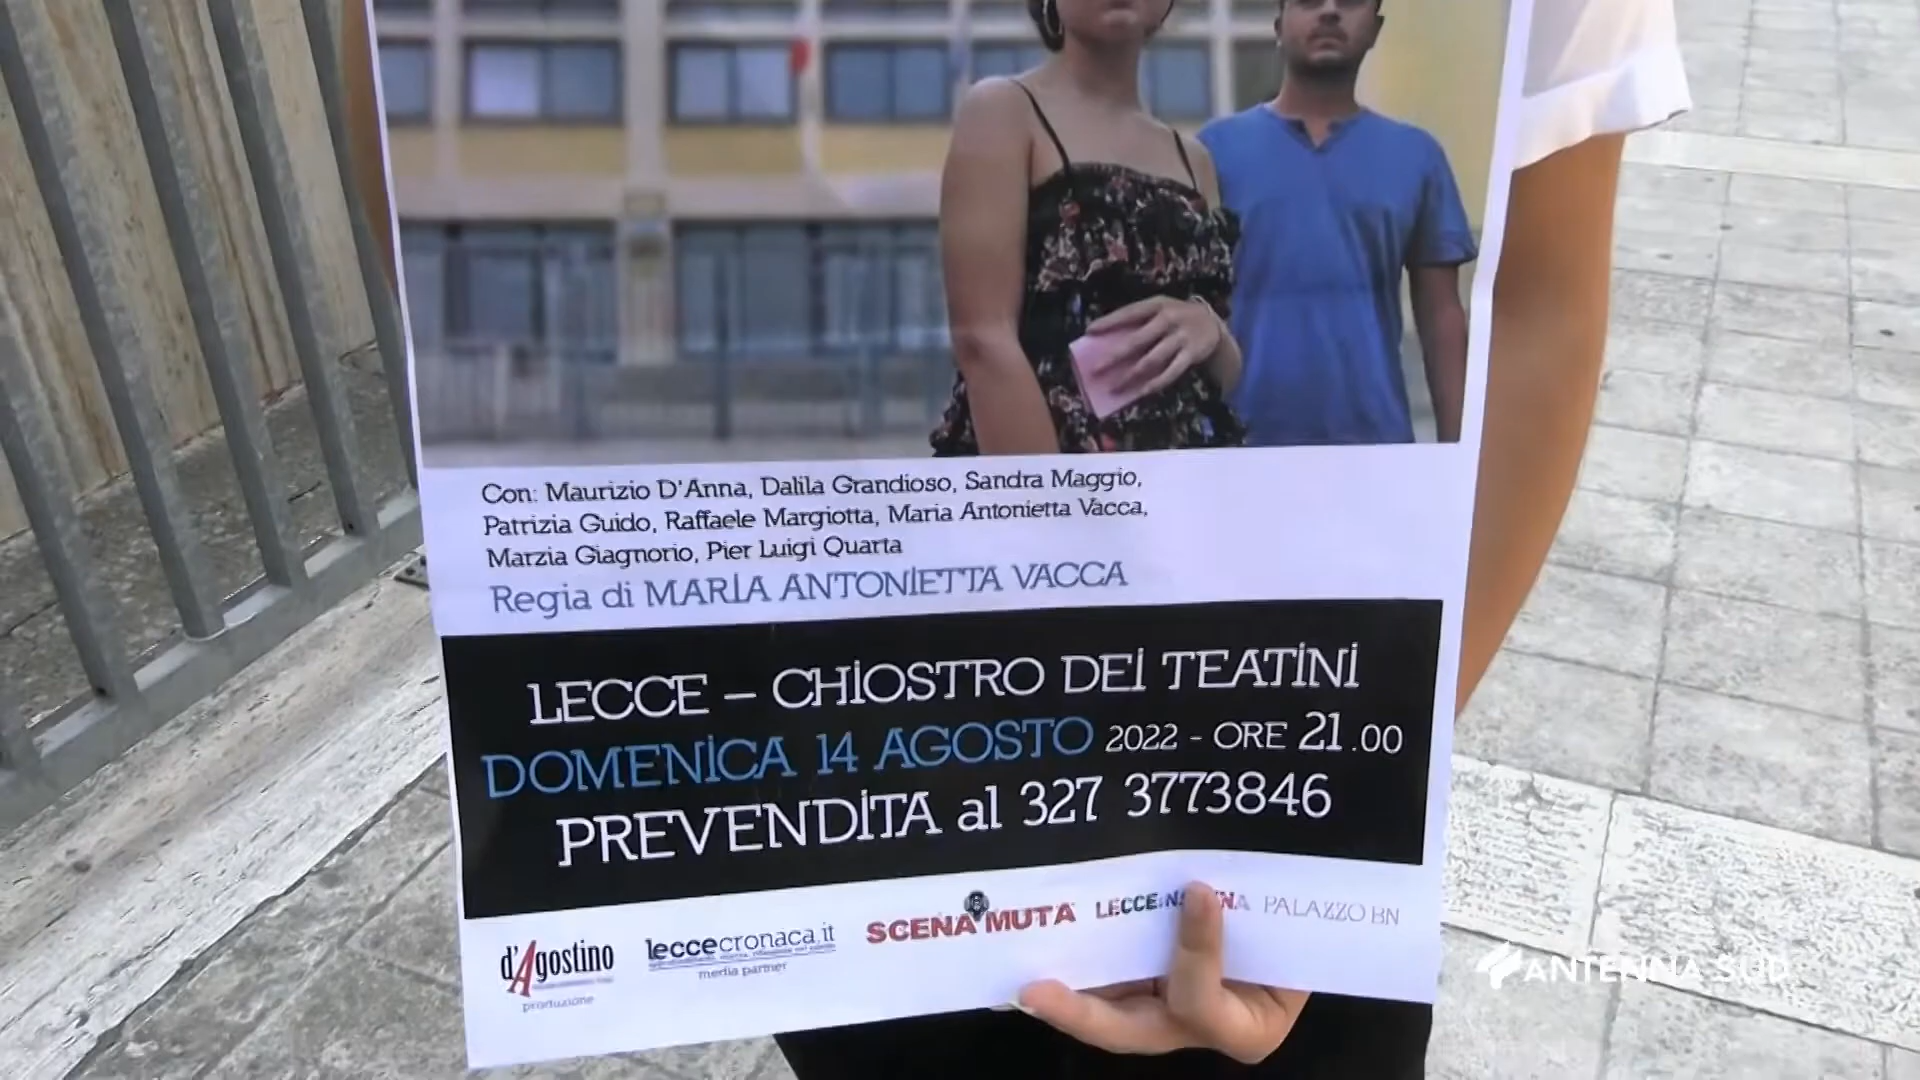 Con: Maurizio D'Anna, Dalila Grandioso, Sandra Maggio,
Patrizia Guido, Raffaele Margiotta, Maria Antonietta Vacca,
Marzia Giagnorio, Pier Luigi Quarta
Regia di MARIA ANTONIETTA VACCA
LECCE – CHIOSTRO DEI TEATINI
DOMENICA 14 AGOSTO 2022 - ORE 21.00
PREVENDITA al 327 3773846
d'Agostino
produzione
leccecronaca.it
media partner
SCENA MUTA
PALAZZO BN
ANTENNA SUD